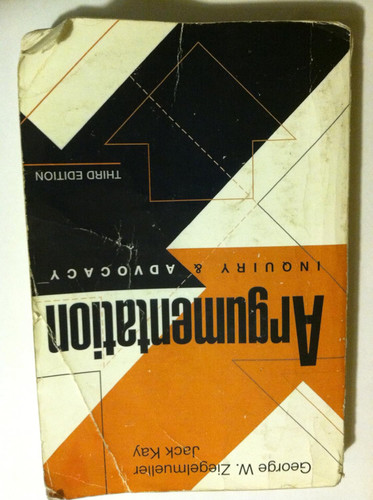 George W. Ziegelmueller
Jack Kay
Argumentation
INQUIRY & ADVOCACY
THIRD EDITION